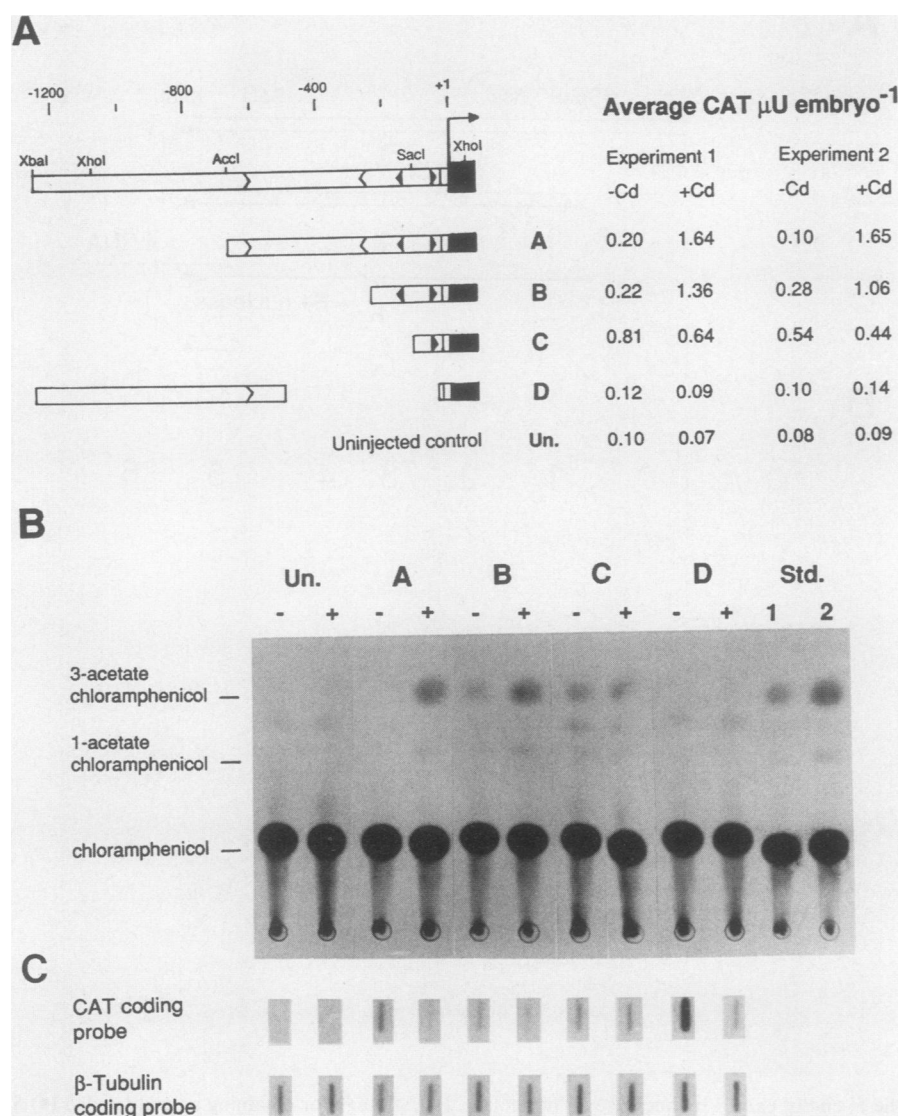 A
-1200 -800 -400 +1
Average CAT µU embryo-1
XbaI XhoI AccI SacI XhoI
Experiment 1 Experiment 2
-Cd +Cd -Cd +Cd
A 0.20 1.64 0.10 1.65
B 0.22 1.36 0.28 1.06
C 0.81 0.64 0.54 0.44
D 0.12 0.09 0.10 0.14
Uninjected control Un. 0.10 0.07 0.08 0.09
B
Un. A B C D Std.
- + - + - + - + - + 1 2
3-acetate
chloramphenicol
1-acetate
chloramphenicol
chloramphenicol
C
CAT coding
probe
β-Tubulin
coding probe